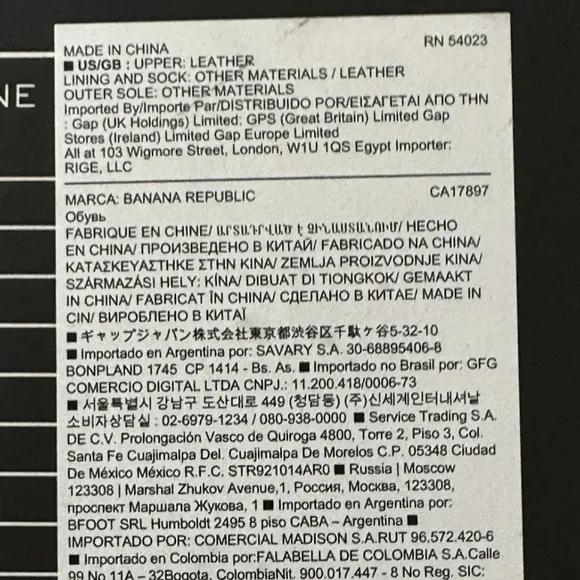 NE
MADE IN CHINA RN 54023
■ US/GB : UPPER: LEATHER
LINING AND SOCK: OTHER MATERIALS / LEATHER
OUTER SOLE: OTHER MATERIALS
Imported By/Importe Par/DISTRIBUIDO POR/ΕΙΣΑΓΕΤΑΙ ΑΠΟ ΤΗΝ
: Gap (UK Holdings) Limited: GPS (Great Britain) Limited Gap
Stores (Ireland) Limited Gap Europe Limited
All at 103 Wigmore Street, London, W1U 1QS Egypt Importer:
RIGE, LLC
MARCA: BANANA REPUBLIC CA17897
Обувь
FABRIQUE EN CHINE/ ԱՐՏԱԴՐՎԱԾ Է ՉԻՆԱՍՏԱՆՈՒՄ/ HECHO
EN CHINA/ ПРОИЗВЕДЕНО В КИТАЙ/ FABRICADO NA CHINA/
ΚΑΤΑΣΚΕΥΑΣΤΗΚΕ ΣΤΗΝ ΚΙΝΑ/ ZEMLJA PROIZVODNJE KINA/
SZÁRMAZÁSI HELY: KÍNA/ DIBUAT DI TIONGKOK/ GEMAAKT
IN CHINA/ FABRICAT ÎN CHINA/ СДЕЛАНО В КИТАЕ/ MADE IN
CIN/ ВИРОБЛЕНО В КИТАЇ
■ ギャップジャパン株式会社東京都渋谷区千駄ヶ谷5-32-10
■ Importado en Argentina por: SAVARY S.A. 30-68895406-8
BONPLAND 1745 CP 1414 - Bs. As. ■ Importado no Brasil por: GFG
COMERCIO DIGITAL LTDA CNPJ.: 11.200.418/0006-73
■ 서울특별시 강남구 도산대로 449 (청담동) (주)신세계인터내셔날
소비자상담실 : 02-6979-1234 / 080-938-0000 ■ Service Trading S.A.
DE C.V. Prolongación Vasco de Quiroga 4800, Torre 2, Piso 3, Col.
Santa Fe Cuajimalpa Del. Cuajimalpa De Morelos C.P. 05348 Ciudad
De México México R.F.C. STR921014AR0 ■ Russia | Moscow
123308 | Marshal Zhukov Avenue,1, Россия, Москва, 123308,
проспект Маршала Жукова, 1 ■ Importado en Argentina por:
BFOOT SRL Humboldt 2495 8 piso CABA – Argentina ■
IMPORTADO POR: COMERCIAL MADISON S.A.RUT 96.572.420-6
■ Importado en Colombia por:FALABELLA DE COLOMBIA S.A.Calle
99 No 11A – 32Bogota, ColombiaNit. 900.017.447 - 8 No Reg. SIC: